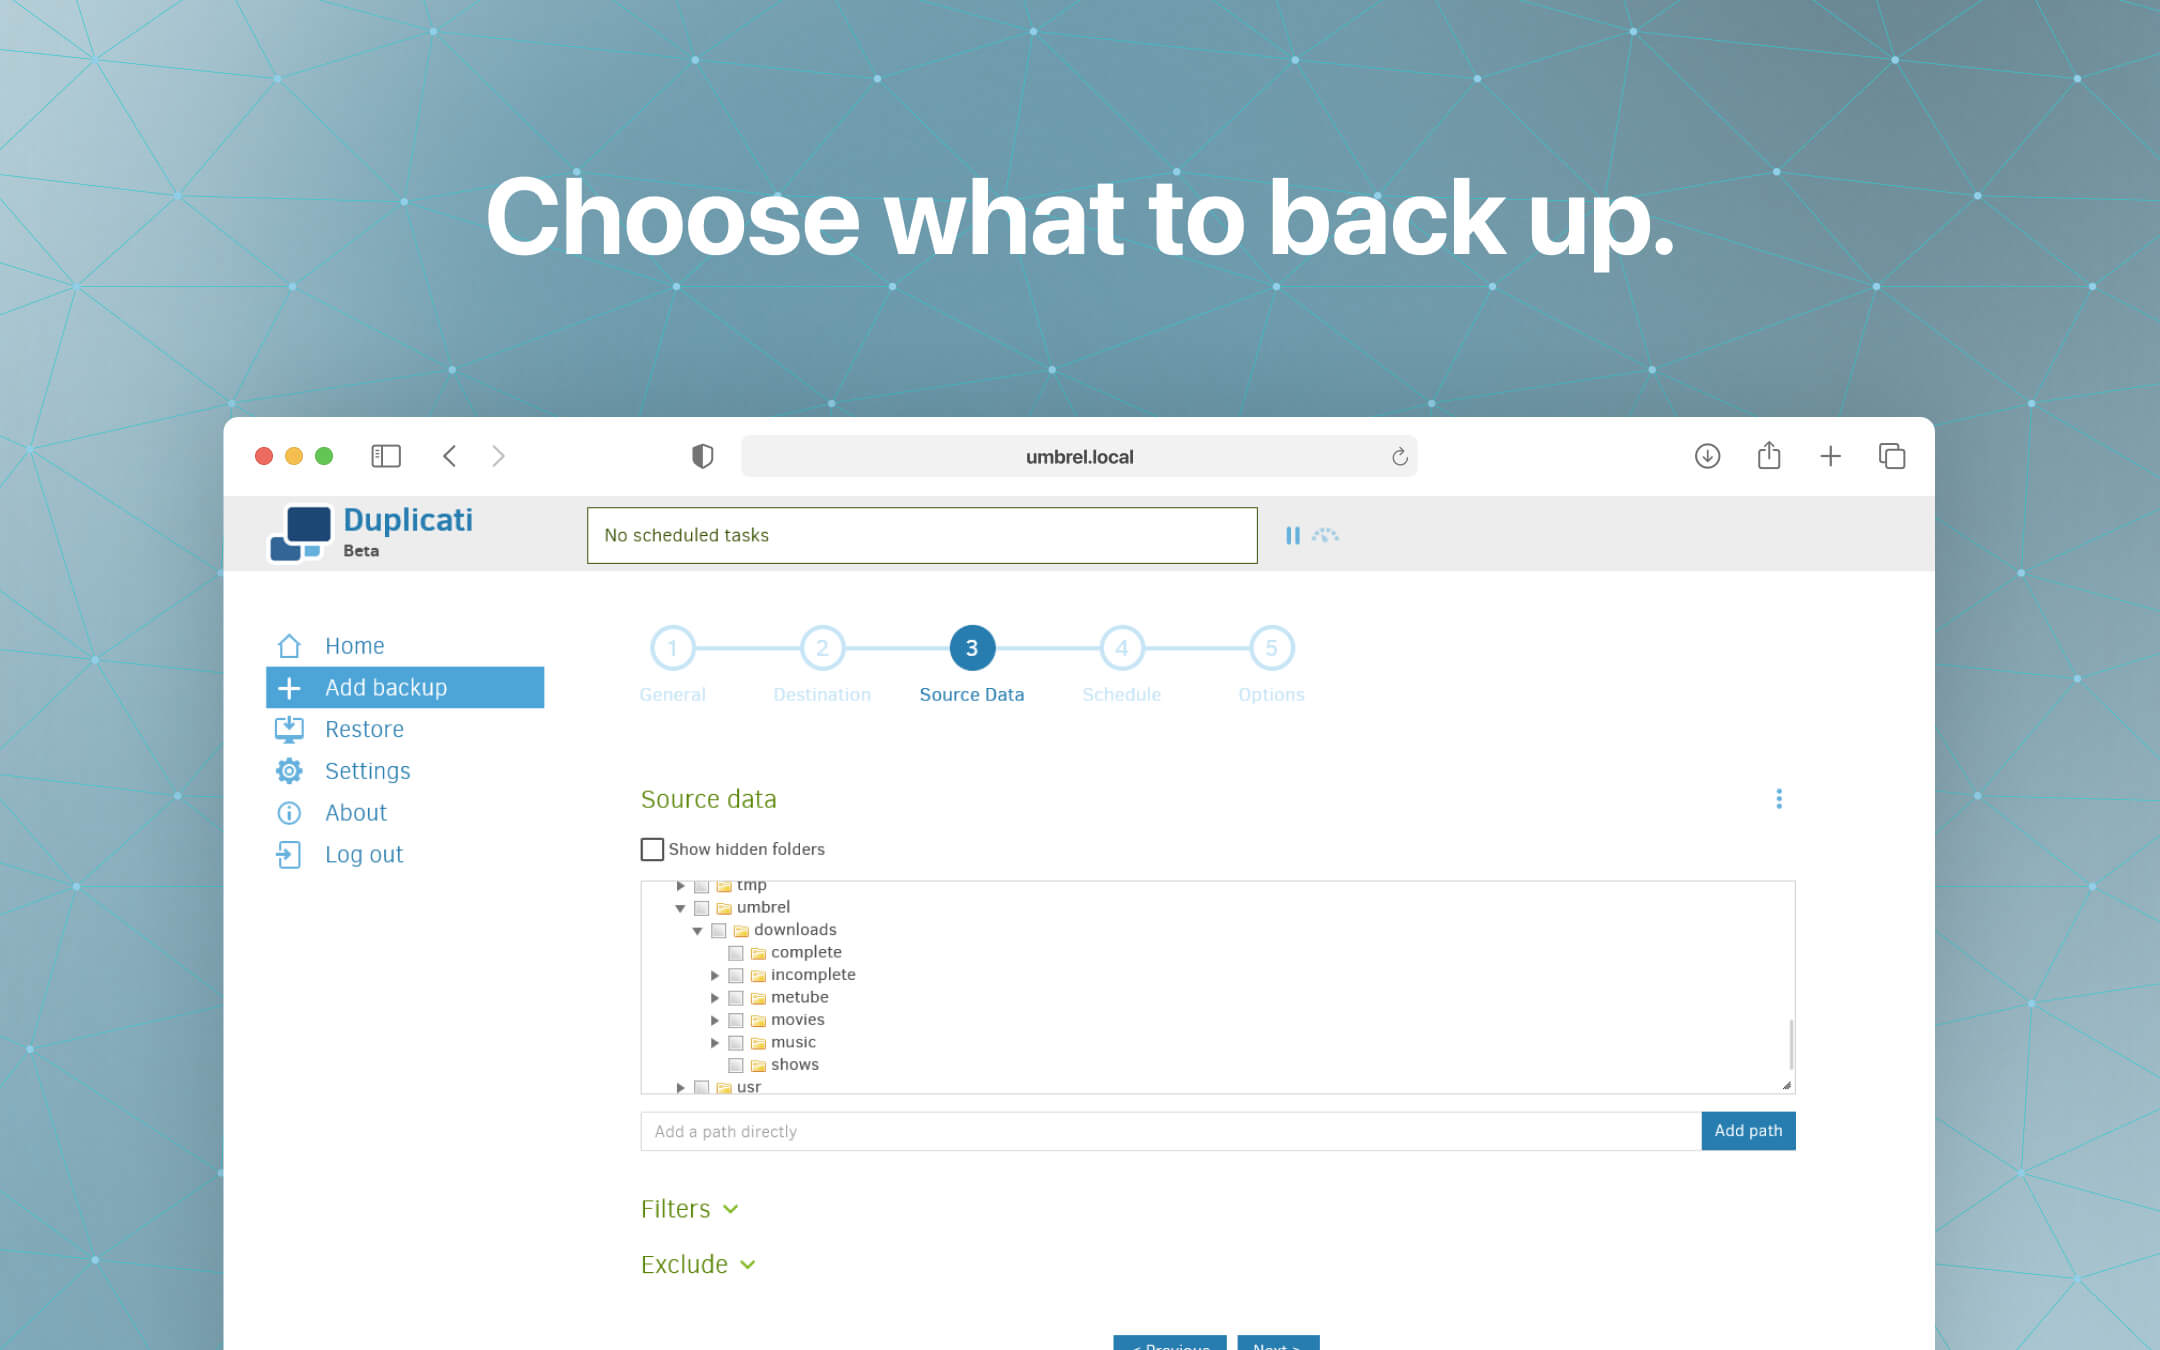 Choose what to back up.
umbrel.local
Duplicati
Beta
No scheduled tasks
Home
Add backup
Restore
Settings
About
Log out
1
2
3
4
5
General
Destination
Source Data
Schedule
Options
Source data
Show hidden folders
tmp
umbrel
downloads
complete
incomplete
metube
movies
music
shows
usr
Add a path directly
Add path
Filters
Exclude
< Previous
Next >